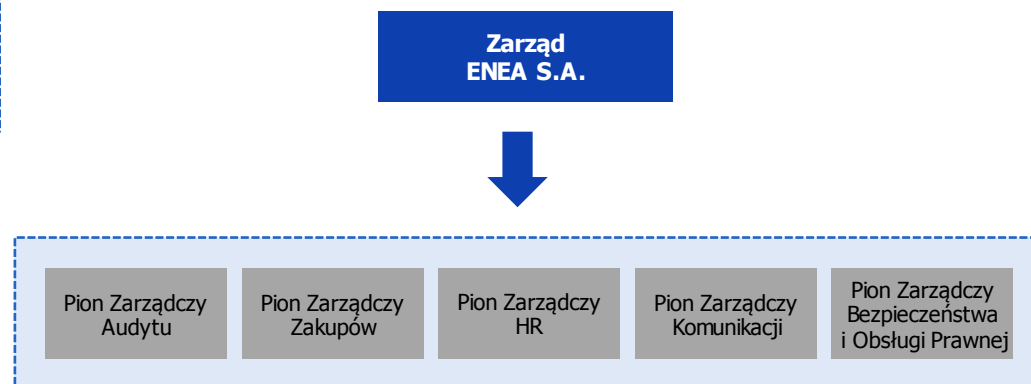 Zarząd
ENEA S.A.
Pion Zarządczy
Audytu
Pion Zarządczy
Zakupów
Pion Zarządczy
HR
Pion Zarządczy
Komunikacji
Pion Zarządczy
Bezpieczeństwa
i Obsługi Prawnej